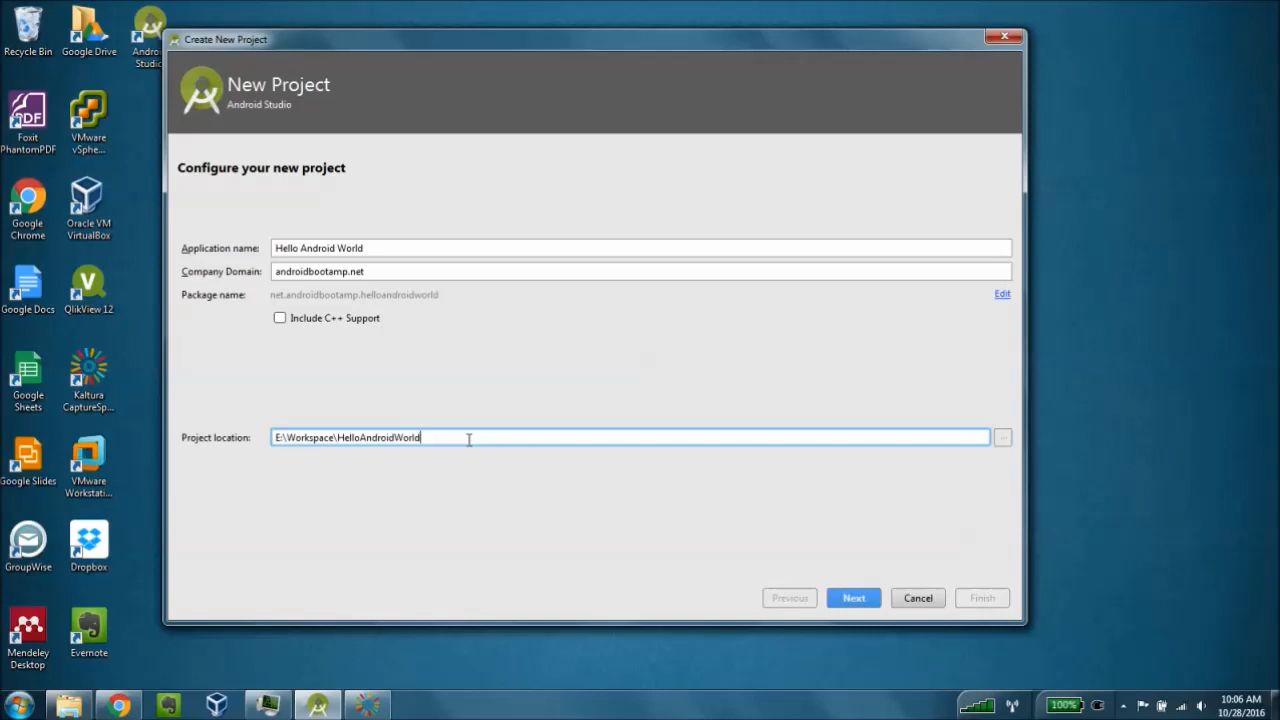 Create New Project
New Project
Android Studio
Configure your new project
Application name:
Hello Android World
Company Domain:
androidbootamp.net
Package name:
net.androidbootamp.helloandroidworld
Edit
Include C++ Support
Project location:
E:\Workspace\HelloAndroidWorld
...
Previous
Next
Cancel
Finish
Recycle Bin
Google Drive
Andro
Studi
Foxit
PhantomPDF
VMware
vSphe...
Google
Chrome
Oracle VM
VirtualBox
Google Docs
QlikView 12
Google
Sheets
Kaltura
CaptureSp...
Google Slides
VMware
Workstati...
GroupWise
Dropbox
Mendeley
Desktop
Evernote
100%
10:06 AM
10/28/2016